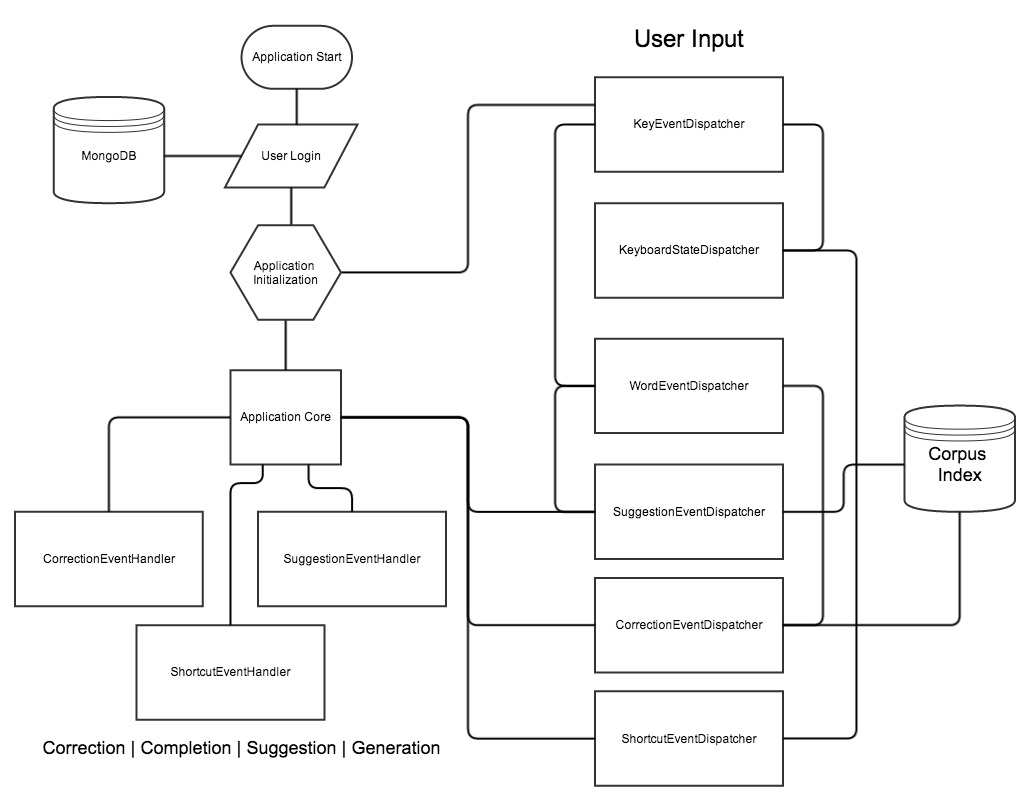 User Input
Application Start
KeyEventDispatcher
MongoDB
User Login
KeyboardStateDispatcher
Application
Initialization
WordEventDispatcher
Application Core
Corpus
Index
SuggestionEventDispatcher
CorrectionEventHandler
SuggestionEventHandler
CorrectionEventDispatcher
ShortcutEventHandler
ShortcutEventDispatcher
Correction | Completion | Suggestion | Generation